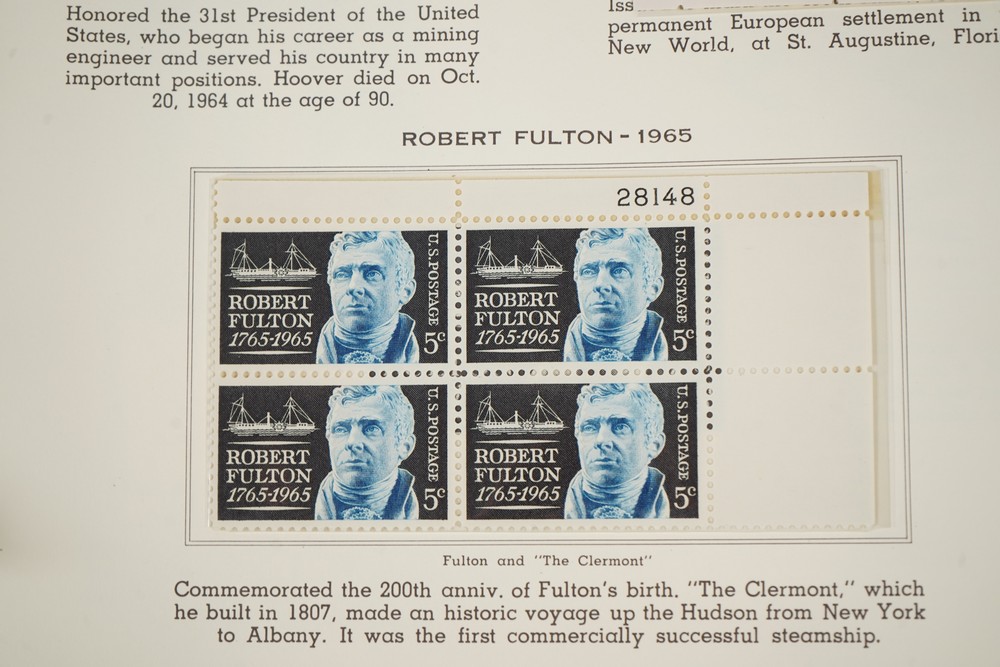 Honored the 31st President of the United
States, who began his career as a mining
engineer and served his country in many
important positions. Hoover died on Oct.
20, 1964 at the age of 90.
Iss
permanent European settlement in
New World, at St. Augustine, Flori
ROBERT FULTON - 1965
28148
ROBERT
FULTON
1765-1965
U.S.POSTAGE
5c
ROBERT
FULTON
1765-1965
U.S.POSTAGE
5c
ROBERT
FULTON
1765-1965
U.S.POSTAGE
5c
ROBERT
FULTON
1765-1965
U.S.POSTAGE
5c
Fulton and "The Clermont"
Commemorated the 200th anniv. of Fulton's birth. "The Clermont," which
he built in 1807, made an historic voyage up the Hudson from New York
to Albany. It was the first commercially successful steamship.